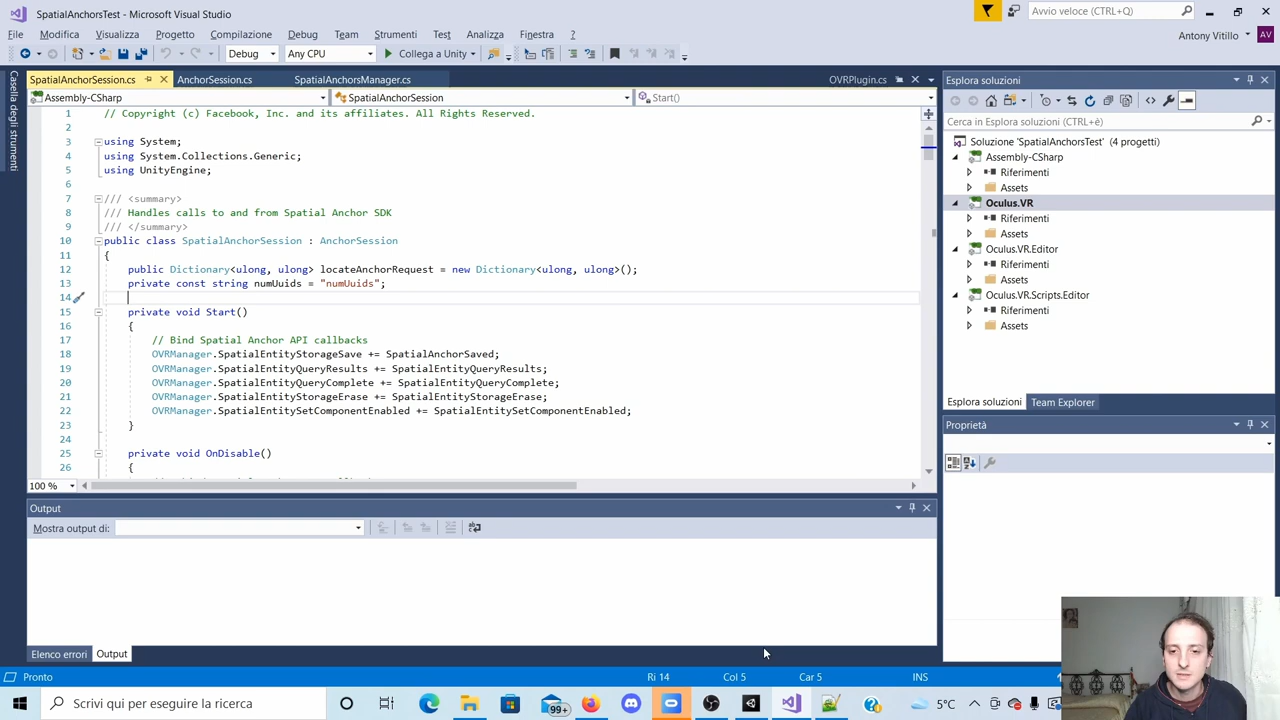 SpatialAnchorsTest - Microsoft Visual Studio
Avvio veloce (CTRL+Q)
File Modifica Visualizza Progetto Compilazione Debug Team Strumenti Test Analizza Finestra ?
Antony Vitillo AV
Debug Any CPU Collega a Unity
Casella degli strumenti
SpatialAnchorSession.cs AnchorSession.cs SpatialAnchorsManager.cs OVRPlugin.cs
Assembly-CSharp SpatialAnchorSession Start()
1 // Copyright (c) Facebook, Inc. and its affiliates. All Rights Reserved.
2
3 using System;
4 using System.Collections.Generic;
5 using UnityEngine;
6
7 /// <summary>
8 /// Handles calls to and from Spatial Anchor SDK
9 /// </summary>
10 public class SpatialAnchorSession : AnchorSession
11 {
12 public Dictionary<ulong, ulong> locateAnchorRequest = new Dictionary<ulong, ulong>();
13 private const string numUuids = "numUuids";
14
15 private void Start()
16 {
17 // Bind Spatial Anchor API callbacks
18 OVRManager.SpatialEntityStorageSave += SpatialAnchorSaved;
19 OVRManager.SpatialEntityQueryResults += SpatialEntityQueryResults;
20 OVRManager.SpatialEntityQueryComplete += SpatialEntityQueryComplete;
21 OVRManager.SpatialEntityStorageErase += SpatialEntityStorageErase;
22 OVRManager.SpatialEntitySetComponentEnabled += SpatialEntitySetComponentEnabled;
23 }
24
25 private void OnDisable()
26 {
100 %
Esplora soluzioni
Cerca in Esplora soluzioni (CTRL+è)
Soluzione 'SpatialAnchorsTest' (4 progetti)
Assembly-CSharp
Riferimenti
Assets
Oculus.VR
Riferimenti
Assets
Oculus.VR.Editor
Riferimenti
Assets
Oculus.VR.Scripts.Editor
Riferimenti
Assets
Esplora soluzioni Team Explorer
Proprietà
Output
Mostra output di:
Elenco errori Output
Pronto Ri 14 Col 5 Car 5 INS
Scrivi qui per eseguire la ricerca
99+
5°C